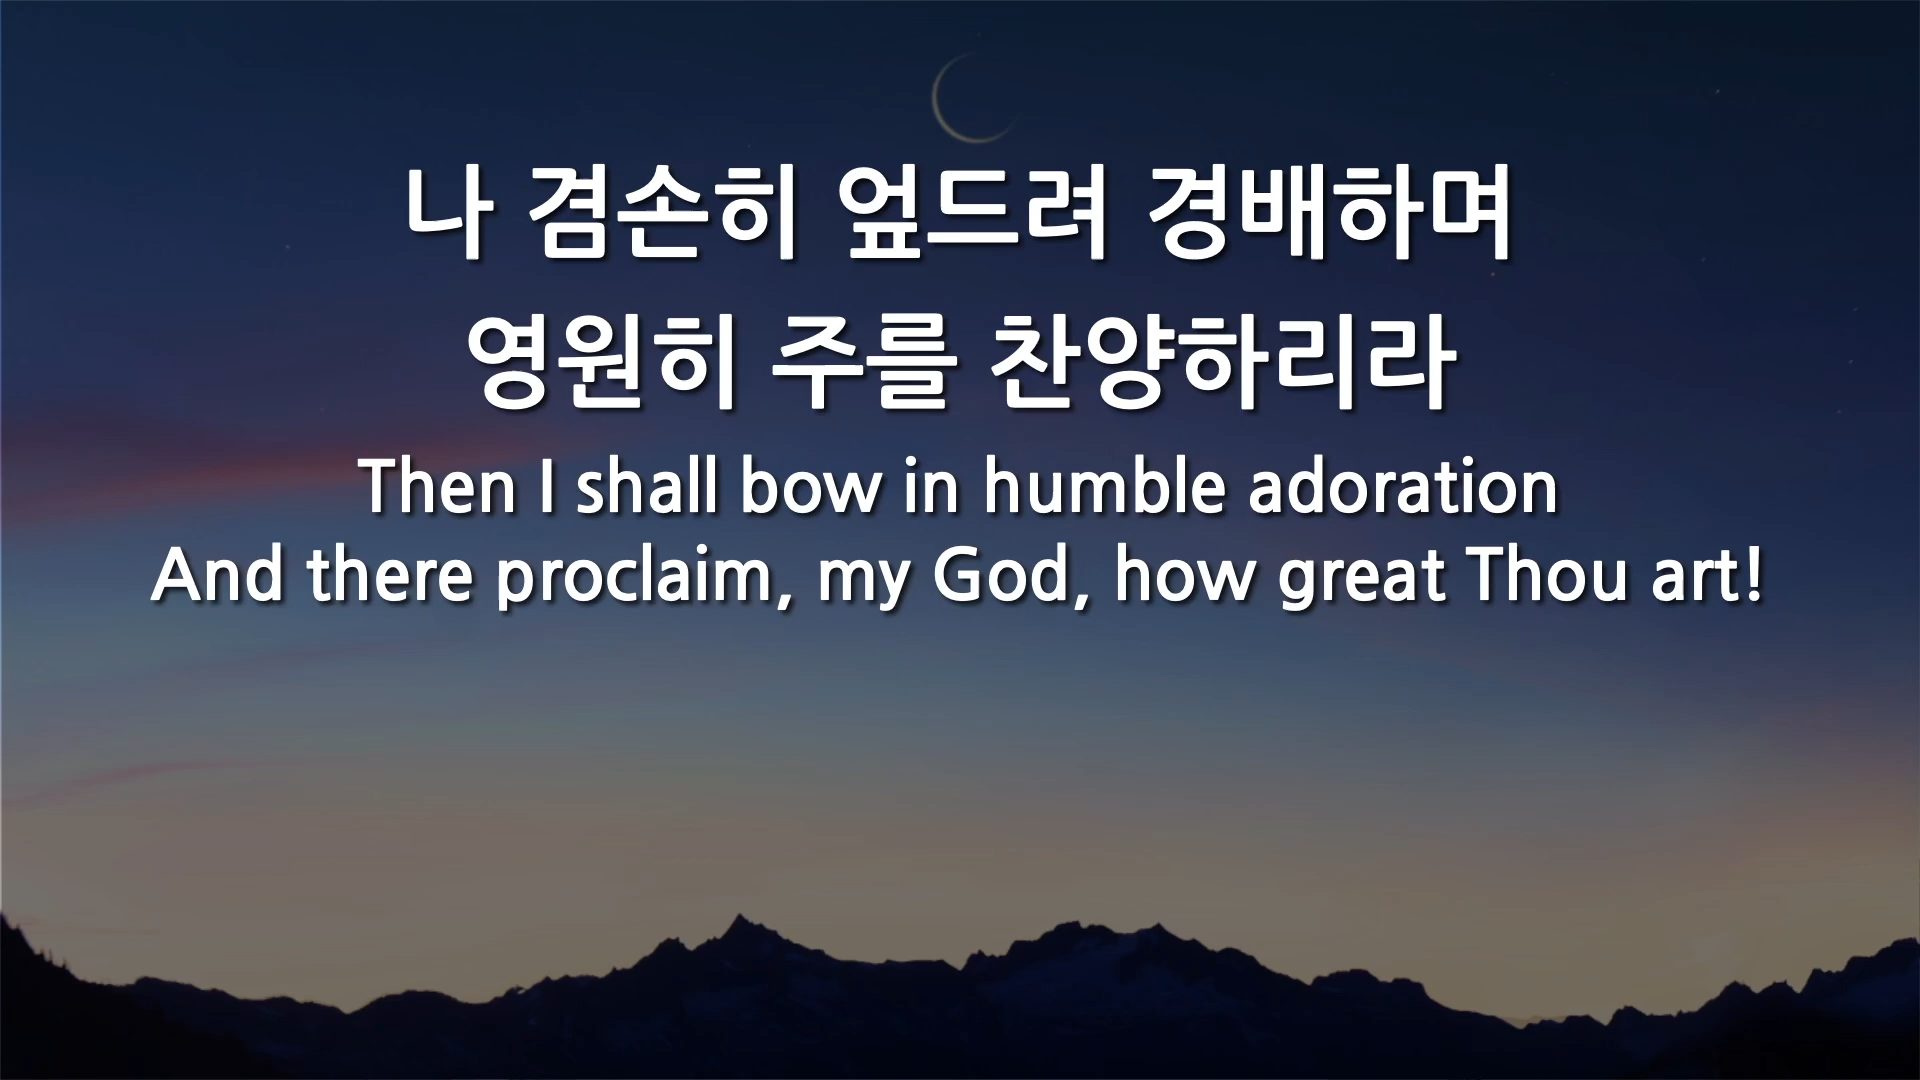 나 겸손히 엎드려 경배하며
영원히 주를 찬양하리라
Then I shall bow in humble adoration
And there proclaim, my God, how great Thou art!